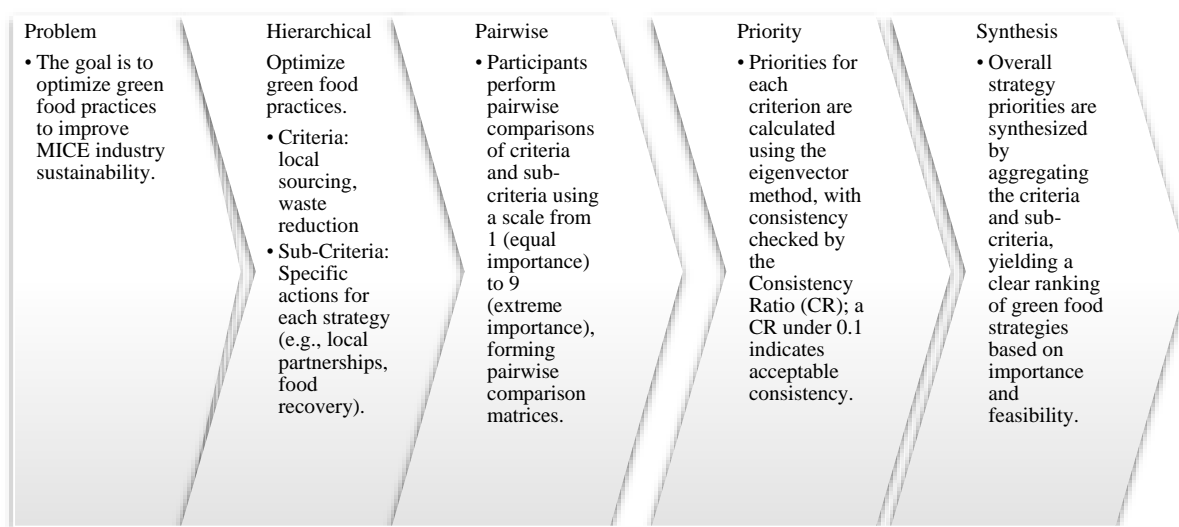 Problem
• The goal is to
optimize green
food practices
to improve
MICE industry
sustainability.
Hierarchical
Optimize
green food
practices.
• Criteria:
local
sourcing,
waste
reduction
• Sub-Criteria:
Specific
actions for
each strategy
(e.g., local
partnerships,
food
recovery).
Pairwise
• Participants
perform
pairwise
comparisons
of criteria
and sub-
criteria using
a scale from
1 (equal
importance)
to 9
(extreme
importance),
forming
pairwise
comparison
matrices.
Priority
• Priorities for
each
criterion are
calculated
using the
eigenvector
method, with
consistency
checked by
the
Consistency
Ratio (CR); a
CR under 0.1
indicates
acceptable
consistency.
Synthesis
• Overall
strategy
priorities are
synthesized
by
aggregating
the criteria
and sub-
criteria,
yielding a
clear ranking
of green food
strategies
based on
importance
and
feasibility.